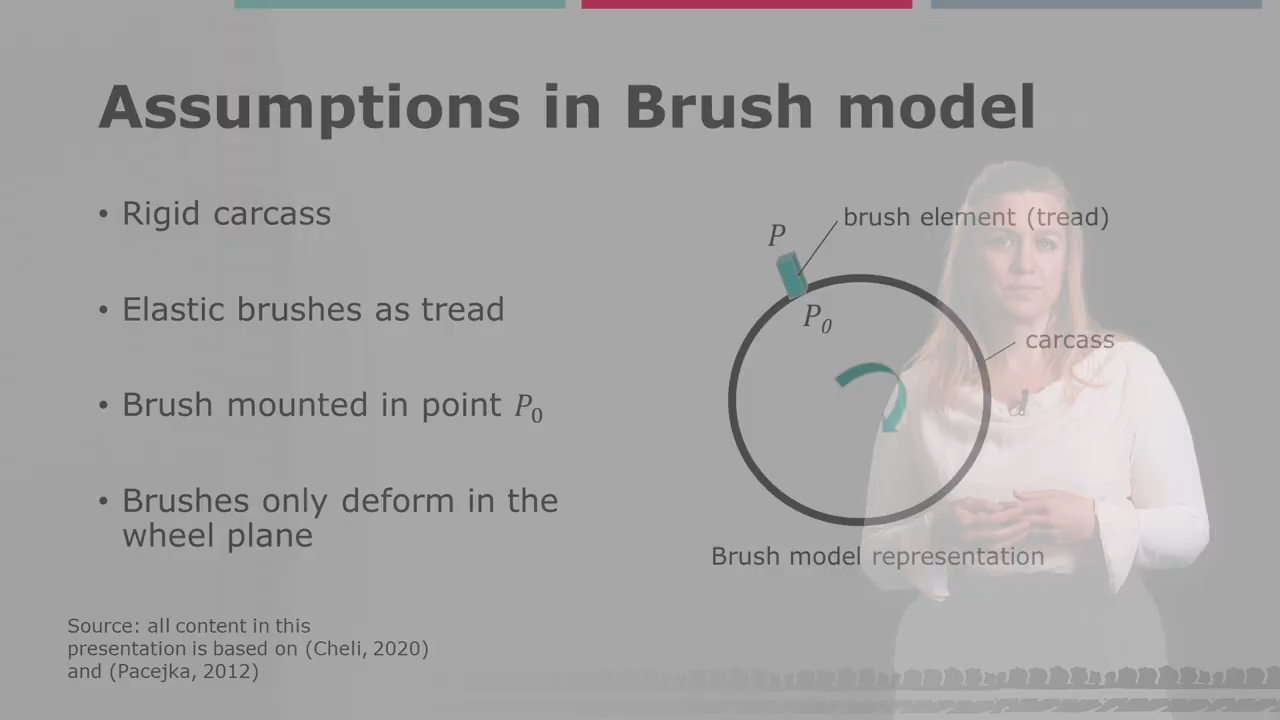 Assumptions in Brush model
• Rigid carcass
• Elastic brushes as tread
• Brush mounted in point P₀
• Brushes only deform in the
wheel plane
brush element (tread)
P
P₀
carcass
Brush model representation
Source: all content in this
presentation is based on (Cheli, 2020)
and (Pacejka, 2012)